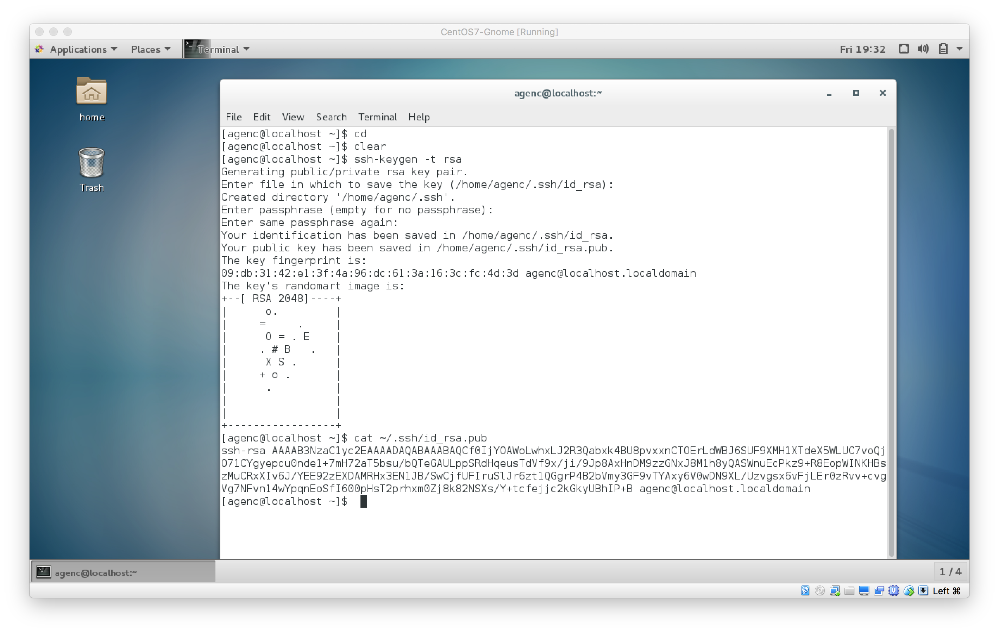 CentOS7-Gnome [Running]
Applications Places Terminal Fri 19:32
home
Trash
agenc@localhost:~
File Edit View Search Terminal Help
[agenc@localhost ~]$ cd
[agenc@localhost ~]$ clear
[agenc@localhost ~]$ ssh-keygen -t rsa
Generating public/private rsa key pair.
Enter file in which to save the key (/home/agenc/.ssh/id_rsa):
Created directory '/home/agenc/.ssh'.
Enter passphrase (empty for no passphrase):
Enter same passphrase again:
Your identification has been saved in /home/agenc/.ssh/id_rsa.
Your public key has been saved in /home/agenc/.ssh/id_rsa.pub.
The key fingerprint is:
09:db:31:42:e1:3f:4a:96:dc:61:3a:16:3c:fc:4d:3d agenc@localhost.localdomain
The key's randomart image is:
+--[ RSA 2048]----+
|      o.         |
|     =     .     |
|      O = . E    |
|     . # B   .   |
|      X S .      |
|     + o .       |
|      .          |
|                 |
|                 |
+-----------------+
[agenc@localhost ~]$ cat ~/.ssh/id_rsa.pub
ssh-rsa AAAAB3NzaC1yc2EAAAADAQABAAABAQCf0IjYOAWoLwhxLJ2R3Qabxk4BU8pvxxnCTOErLdWBJ6SUF9XMH1XTdeX5WLUC7voQj
O71CYgyepcu0nde1+7mH72aT5bsu/bQTeGAULppSRdHqeusTdVf9x/ji/9Jp8AxHnDM9zzGNxJ8M1h8yQASWnuEcPkz9+R8EopWINKHBs
zMuCRxXIv6J/YEE92zEXDAMRHx3EN1JB/SwCjfUFIruSlJr6zt1QGgrP4B2bVmy3GF9vTYAxy6V0wDN9XL/Uzvgsx6vFjLEr0zRvv+cvg
Vg7NFvn14wYpqnEoSfI600pHsT2prhxm0Zj8k82NSXs/Y+tcfejjc2kGkyUBhIP+B agenc@localhost.localdomain
[agenc@localhost ~]$
agenc@localhost:~ 1 / 4
Left ⌘